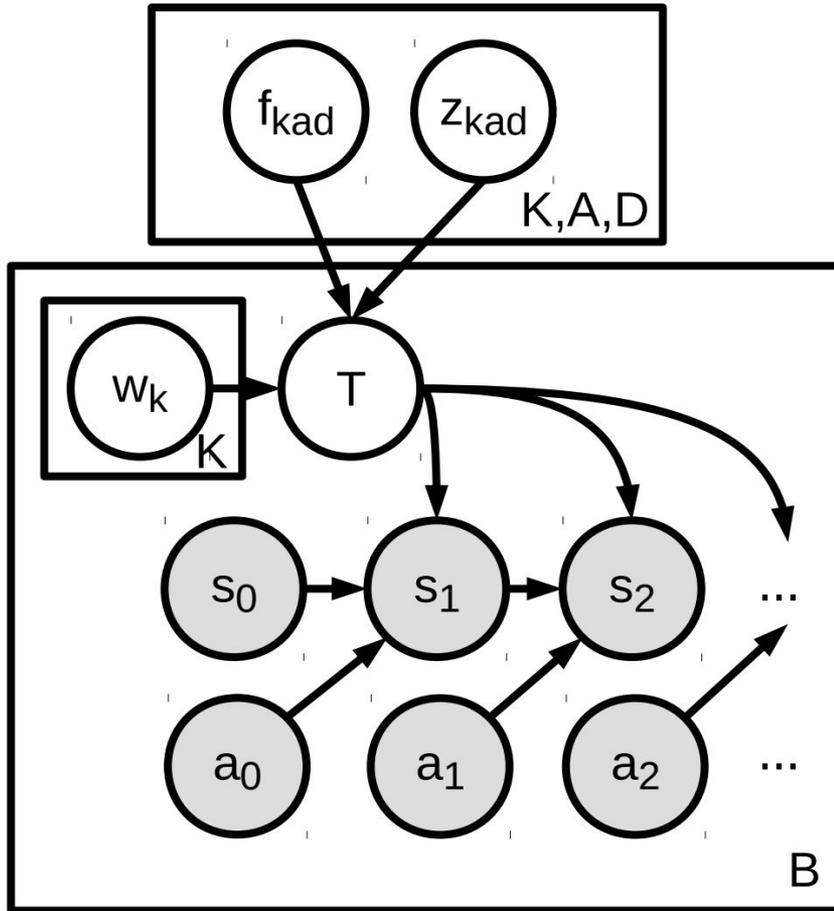 f_kad z_kad
K,A,D
w_k T
K
s_0 s_1 s_2 ...
a_0 a_1 a_2 ...
B